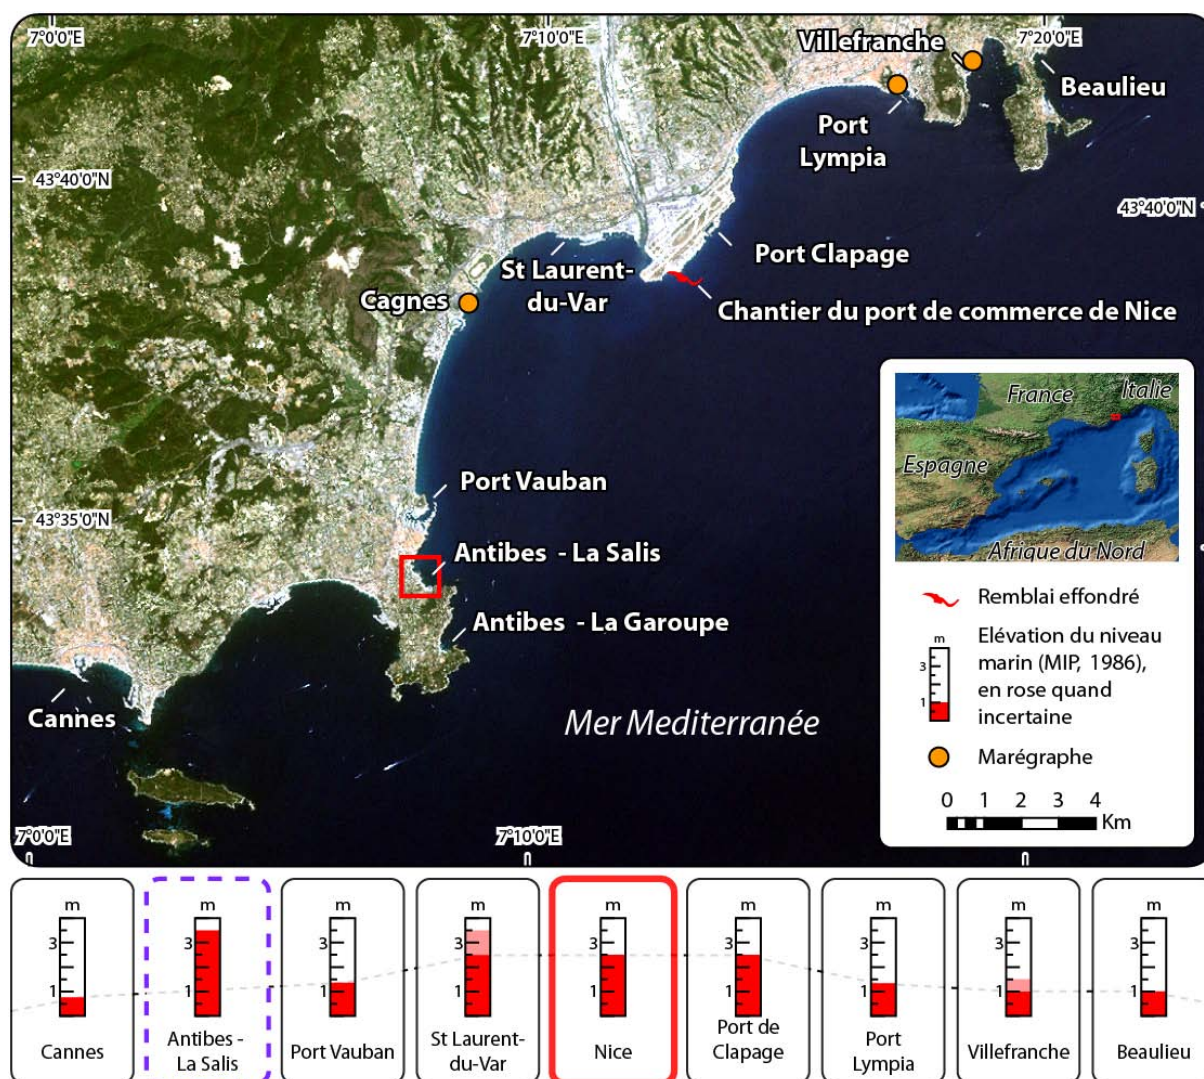 7°0'0"E
7°10'0"E
7°20'0"E
Villefranche
Beaulieu
Port
Lympia
43°40'0"N
43°40'0"N
Port Clapage
St Laurent-
du-Var
Cagnes
Chantier du port de commerce de Nice
France
Italie
Espagne
Afrique du Nord
Port Vauban
43°35'0"N
Antibes - La Salis
Antibes - La Garoupe
Cannes
Mer Mediterranée
Remblai effondré
m
3
1
Elévation du niveau
marin (MIP, 1986),
en rose quand
incertaine
Marégraphe
0 1 2 3 4
Km
7°0'0"E
7°10'0"E
m
3
1
Cannes
m
3
1
Antibes -
La Salis
m
3
1
Port Vauban
m
3
1
St Laurent-
du-Var
m
3
1
Nice
m
3
1
Port de
Clapage
m
3
1
Port
Lympia
m
3
1
Villefranche
m
3
1
Beaulieu